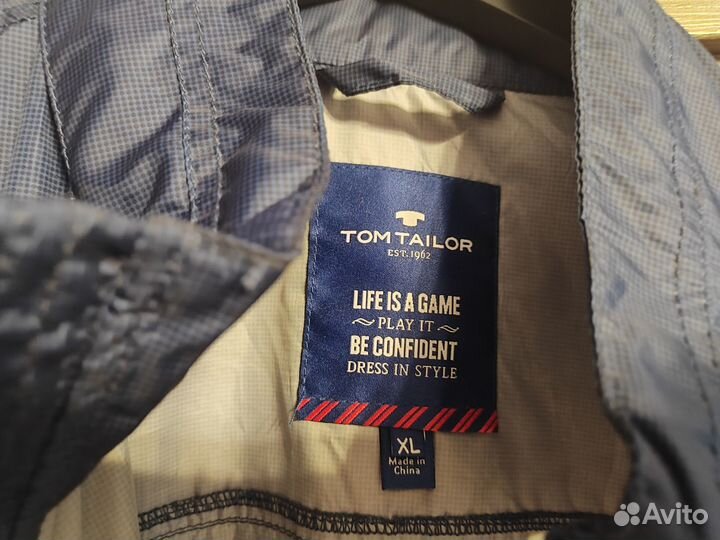 TOM TAILOR
EST. 1962
LIFE IS A GAME
~ PLAY IT ~
BE CONFIDENT
DRESS IN STYLE
XL
Made in
China
Avito